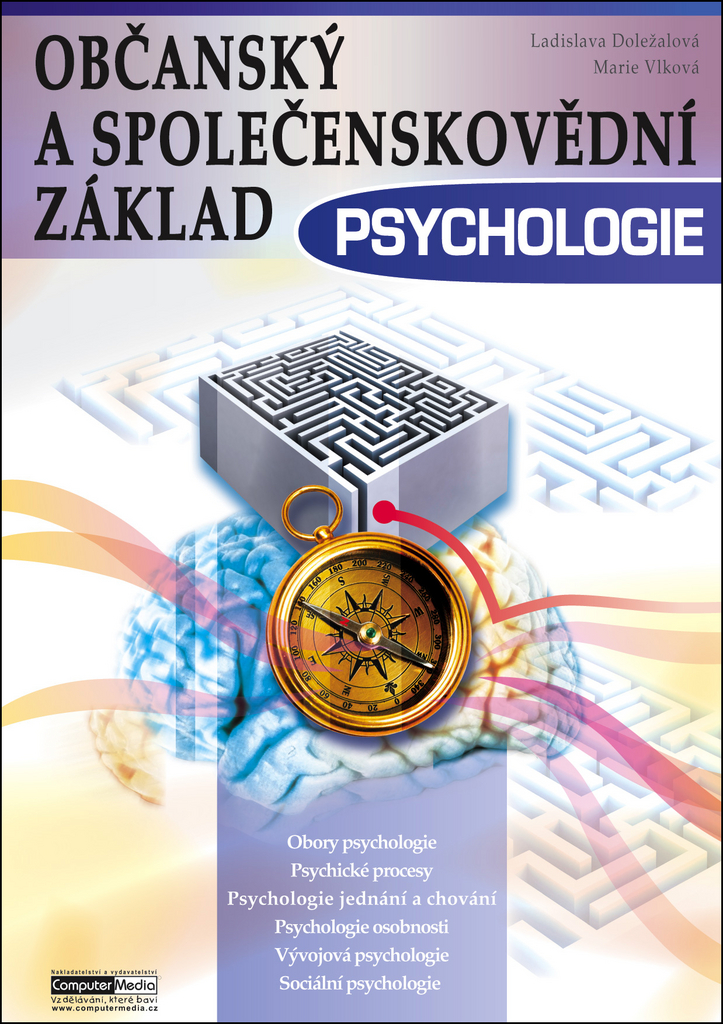 Ladislava Doležalová
Marie Vlková
OBČANSKÝ
A SPOLEČENSKOVĚDNÍ
ZÁKLAD
PSYCHOLOGIE
Obory psychologie
Psychické procesy
Psychologie jednání a chování
Psychologie osobnosti
Vývojová psychologie
Sociální psychologie
Nakladatelství a vydavatelství
Computer Media
Vzdělávání, které baví
www.computermedia.cz